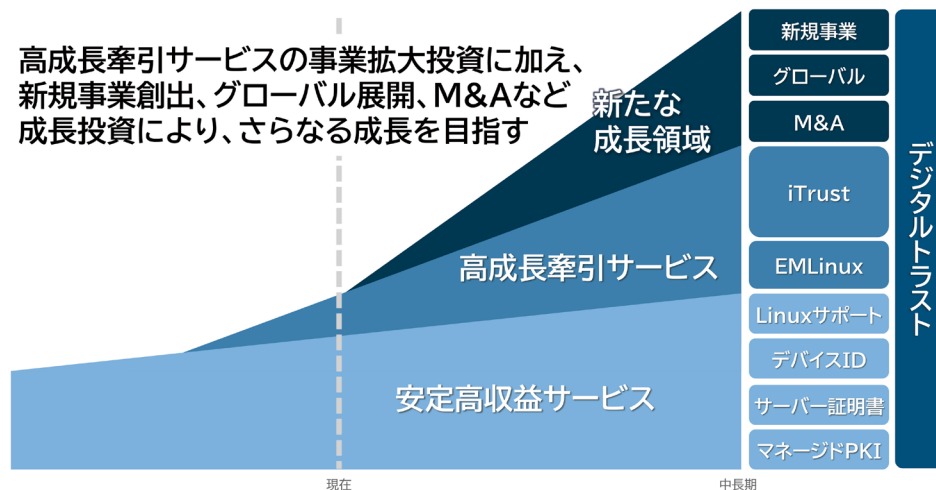 高成長牽引サービスの事業拡大投資に加え、
新規事業創出、グローバル展開、M&Aなど
成長投資により、さらなる成長を目指す
新たな
成長領域
高成長牽引サービス
安定高収益サービス
新規事業
グローバル
M&A
iTrust
EMLinux
Linuxサポート
デバイスID
サーバー証明書
マネージドPKI
デジタルトラスト
現在
中長期